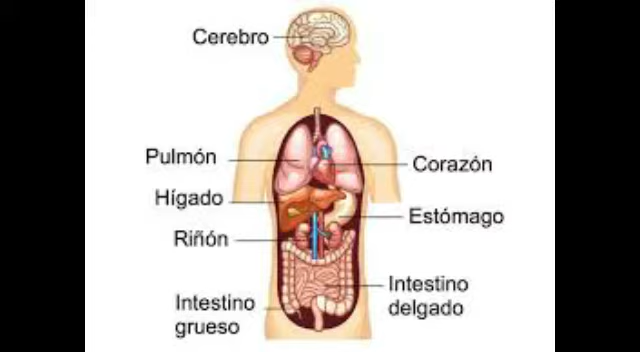 Cerebro
Pulmón
Corazón
Hígado
Estómago
Riñón
Intestino
delgado
Intestino
grueso